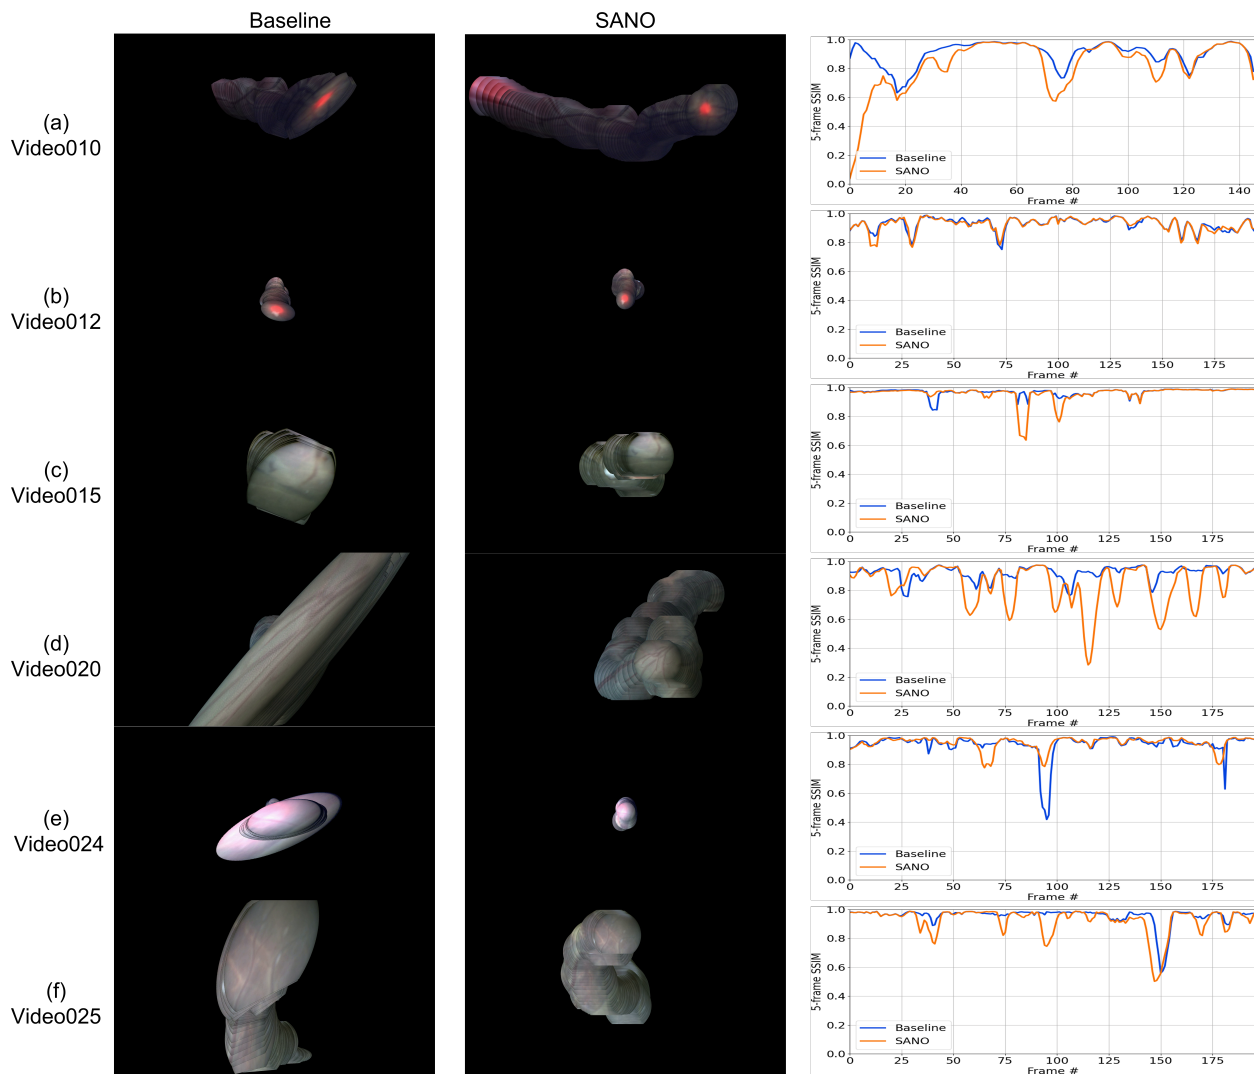 Baseline
SANO
(a)
Video010
1.0
0.8
0.6
0.4
0.2
0.0
5-frame SSIM
Baseline
SANO
0 20 40 60 80 100 120 140
Frame #
(b)
Video012
1.0
0.8
0.6
0.4
0.2
0.0
5-frame SSIM
Baseline
SANO
0 25 50 75 100 125 150 175
Frame #
(c)
Video015
1.0
0.8
0.6
0.4
0.2
0.0
5-frame SSIM
Baseline
SANO
0 25 50 75 100 125 150 175
Frame #
(d)
Video020
1.0
0.8
0.6
0.4
0.2
0.0
5-frame SSIM
Baseline
SANO
0 25 50 75 100 125 150 175
Frame #
(e)
Video024
1.0
0.8
0.6
0.4
0.2
0.0
5-frame SSIM
Baseline
SANO
0 25 50 75 100 125 150 175
Frame #
(f)
Video025
1.0
0.8
0.6
0.4
0.2
0.0
5-frame SSIM
Baseline
SANO
0 25 50 75 100 125 150 175
Frame #